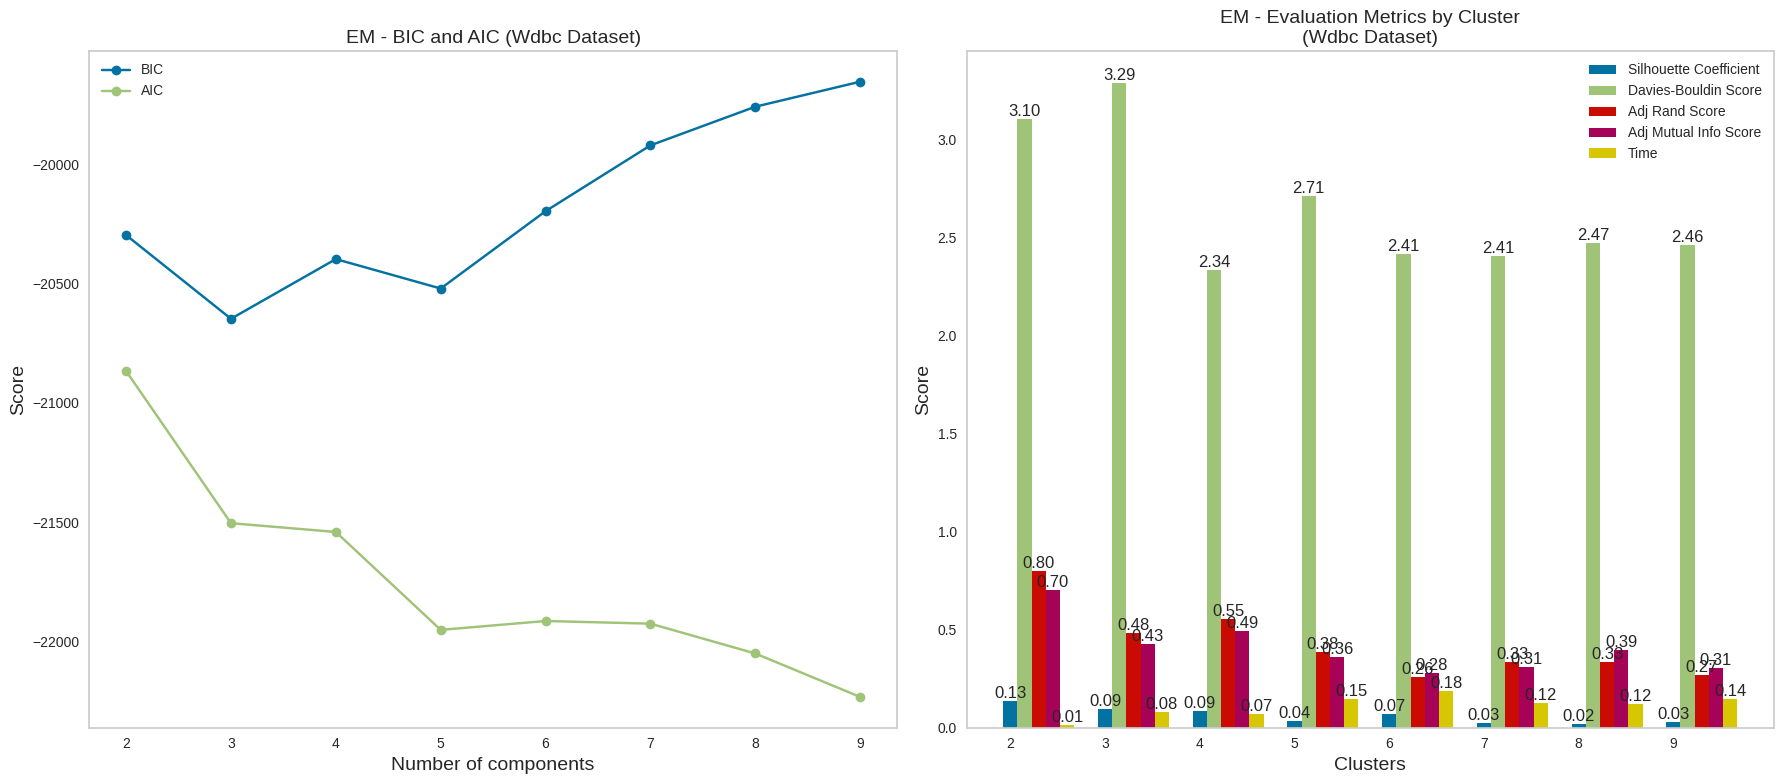 EM - BIC and AIC (Wdbc Dataset)
BIC
AIC
Score
−20000
−20500
−21000
−21500
−22000
2 3 4 5 6 7 8 9
Number of components
EM - Evaluation Metrics by Cluster
(Wdbc Dataset)
Silhouette Coefficient
Davies-Bouldin Score
Adj Rand Score
Adj Mutual Info Score
Time
Score
3.0
2.5
2.0
1.5
1.0
0.5
0.0
0.13 3.10 0.80 0.70 0.01
0.09 3.29 0.48 0.43 0.08
0.09 2.34 0.55 0.49 0.07
0.04 2.71 0.38 0.36 0.15
0.07 2.41 0.26 0.28 0.18
0.03 2.41 0.33 0.31 0.12
0.02 2.47 0.33 0.39 0.12
0.03 2.46 0.27 0.31 0.14
2 3 4 5 6 7 8 9
Clusters